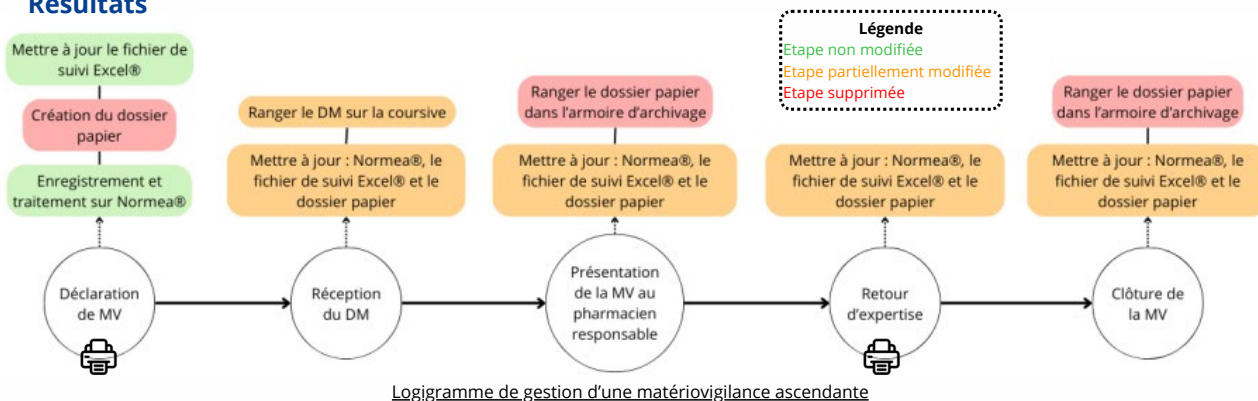 Résultats
Légende
Etape non modifiée
Etape partiellement modifiée
Etape supprimée
Mettre à jour le fichier de
suivi Excel®
Création du dossier
papier
Enregistrement et
traitement sur Normea®
Déclaration
de MV
Ranger le DM sur la coursive
Mettre à jour : Normea®, le
fichier de suivi Excel® et le
dossier papier
Réception
du DM
Ranger le dossier papier
dans l'armoire d'archivage
Mettre à jour : Normea®, le
fichier de suivi Excel® et le
dossier papier
Présentation
de la MV au
pharmacien
responsable
Mettre à jour : Normea®, le
fichier de suivi Excel® et le
dossier papier
Retour
d'expertise
Ranger le dossier papier
dans l'armoire d'archivage
Mettre à jour : Normea®, le
fichier de suivi Excel® et le
dossier papier
Clôture de
la MV
Logigramme de gestion d'une matériovigilance ascendante